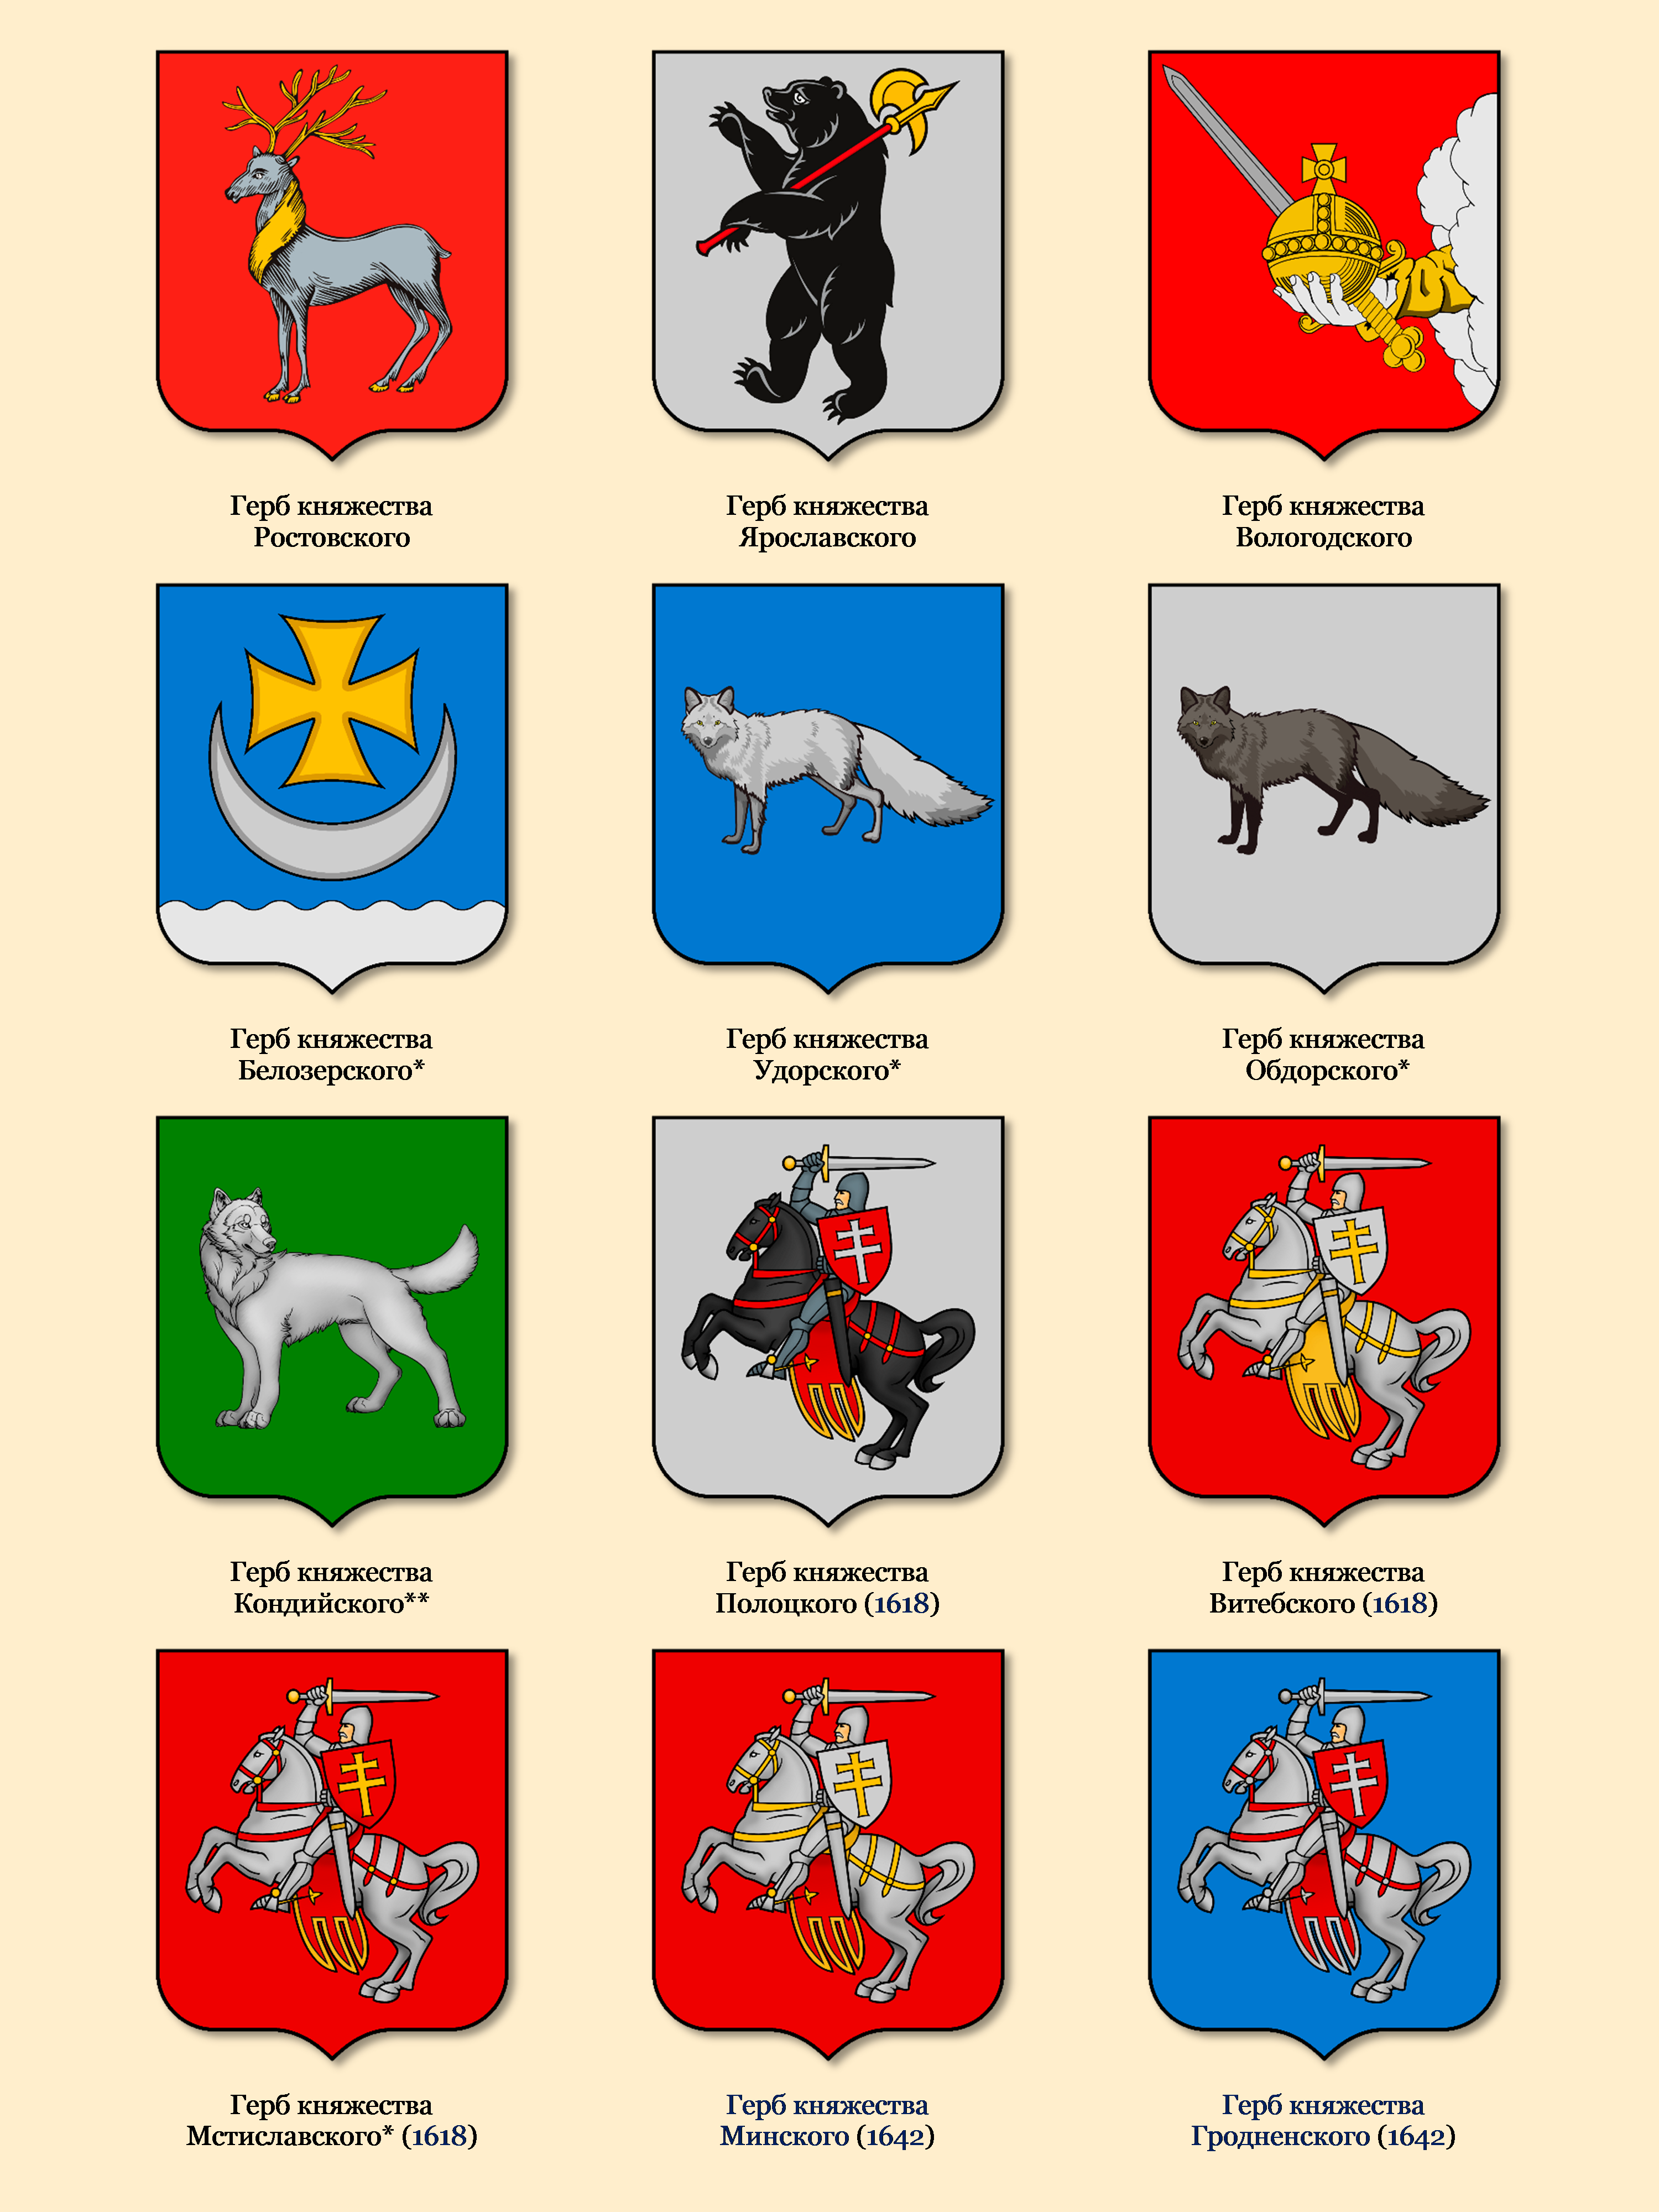 Герб княжества
Ростовского
Герб княжества
Ярославского
Герб княжества
Вологодского
Герб княжества
Белозерского*
Герб княжества
Удорского*
Герб княжества
Обдорского*
Герб княжества
Кондийского**
Герб княжества
Полоцкого (1618)
Герб княжества
Витебского (1618)
Герб княжества
Мстиславского* (1618)
Герб княжества
Минского (1642)
Герб княжества
Гродненского (1642)